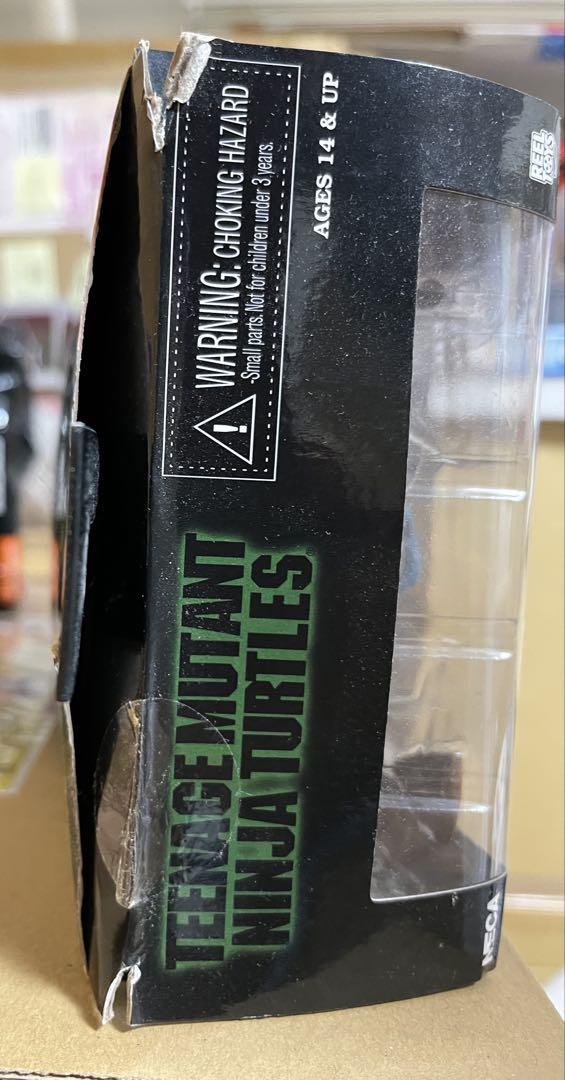 WARNING: CHOKING HAZARD
-Small parts. Not for children under 3 years.
AGES 14 & UP
REEL
TOYS
TEENAGE MUTANT
NINJA TURTLES
NECA